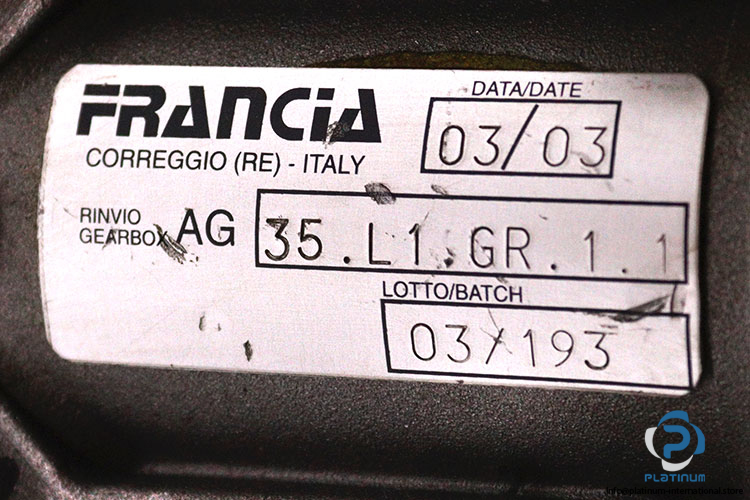 FRANCIA
CORREGGIO (RE) - ITALY
DATA/DATE
03/03
RINVIO
GEARBOX
AG
35.L1.GR.1.1
LOTTO/BATCH
03/193
P
PLATINUM